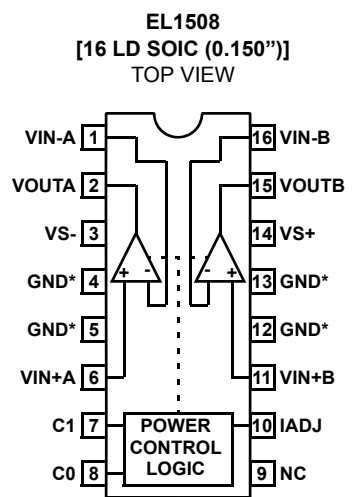 EL1508
[16 LD SOIC (0.150”)]
TOP VIEW
VIN-A 1 16 VIN-B
VOUTA 2 15 VOUTB
VS- 3 14 VS+
+ - - +
GND* 4 13 GND*
GND* 5 12 GND*
VIN+A 6 11 VIN+B
C1 7 POWER 10 IADJ
CONTROL
C0 8 LOGIC 9 NC